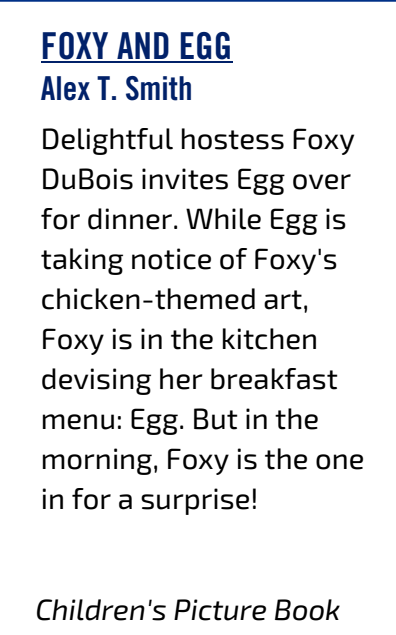 FOXY AND EGG
Alex T. Smith
Delightful hostess Foxy
DuBois invites Egg over
for dinner. While Egg is
taking notice of Foxy's
chicken-themed art,
Foxy is in the kitchen
devising her breakfast
menu: Egg. But in the
morning, Foxy is the one
in for a surprise!
Children's Picture Book